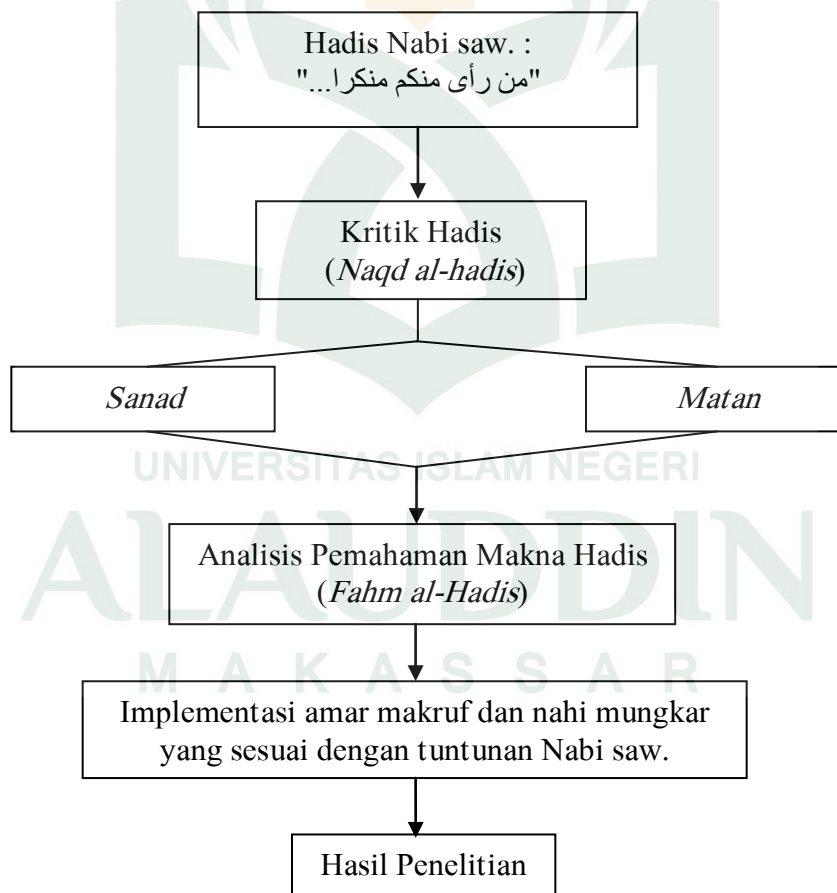 Hadis Nabi saw. :
"من رأى منكم منكرا..."
Kritik Hadis
(Naqd al-hadis)
Sanad
Matan
UNIVERSITAS ISLAM NEGERI
ALAUDDIN
Analisis Pemahaman Makna Hadis
(Fahm al-Hadis)
MAKASSAR
Implementasi amar makruf dan nahi mungkar
yang sesuai dengan tuntunan Nabi saw.
Hasil Penelitian